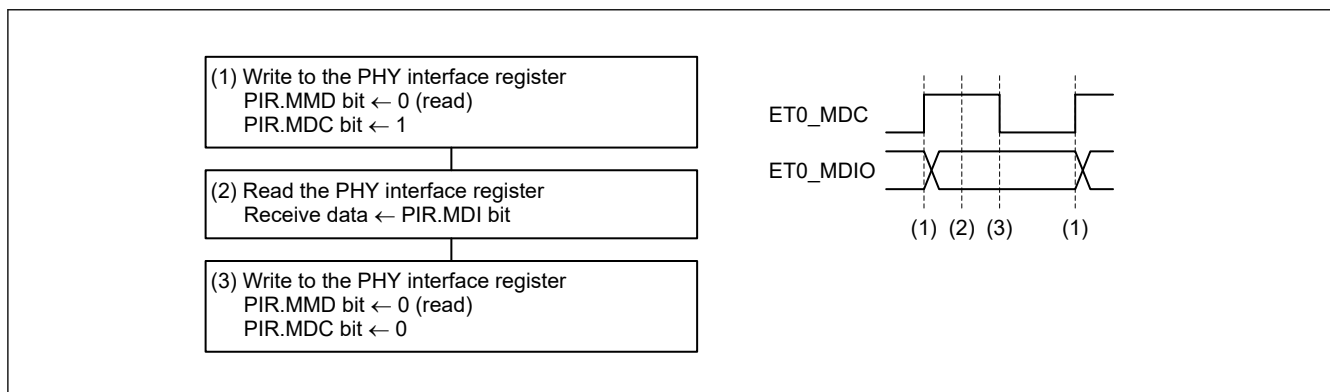 (1) Write to the PHY interface register
PIR.MMD bit ← 0 (read)
PIR.MDC bit ← 1
(2) Read the PHY interface register
Receive data ← PIR.MDI bit
(3) Write to the PHY interface register
PIR.MMD bit ← 0 (read)
PIR.MDC bit ← 0
ET0_MDC
ET0_MDIO
(1) (2) (3) (1)